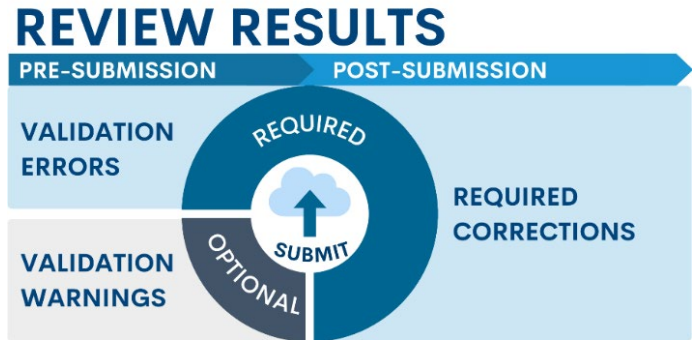 REVIEW RESULTS
PRE-SUBMISSION
POST-SUBMISSION
VALIDATION
ERRORS
REQUIRED
SUBMIT
OPTIONAL
VALIDATION
WARNINGS
REQUIRED
CORRECTIONS